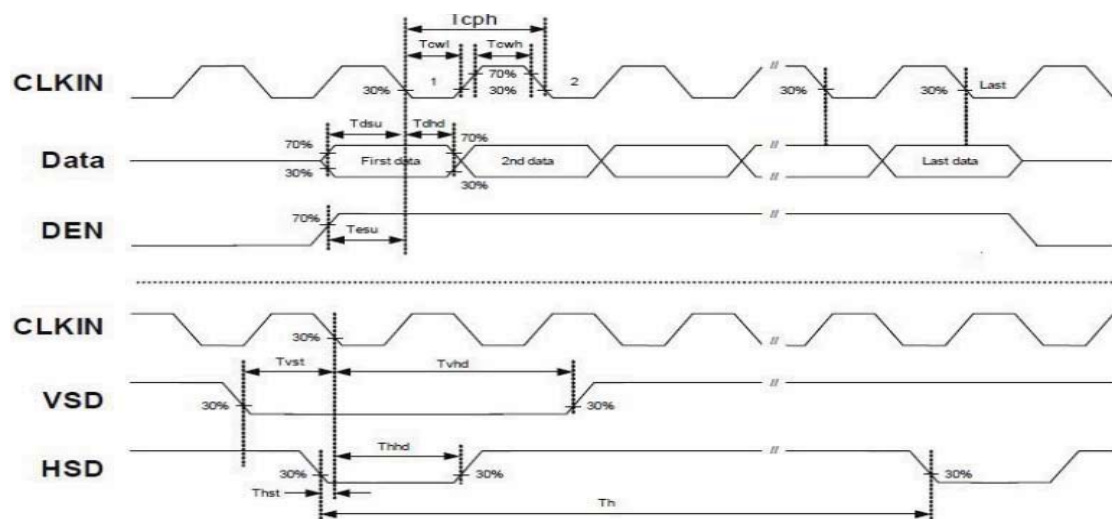 Tcph
Tcwl Tcwh
CLKIN 30% 1 70% 30% 2 // 30% 30% Last
Tdsu Tdhd
Data 70% 30% First data 70% 30% 2nd data // Last data
DEN 70% Tesu //
CLKIN 30% //
Tvst Tvhd
VSD 30% 30% //
Thhd
HSD 30% 30% // 30%
Thst
Th